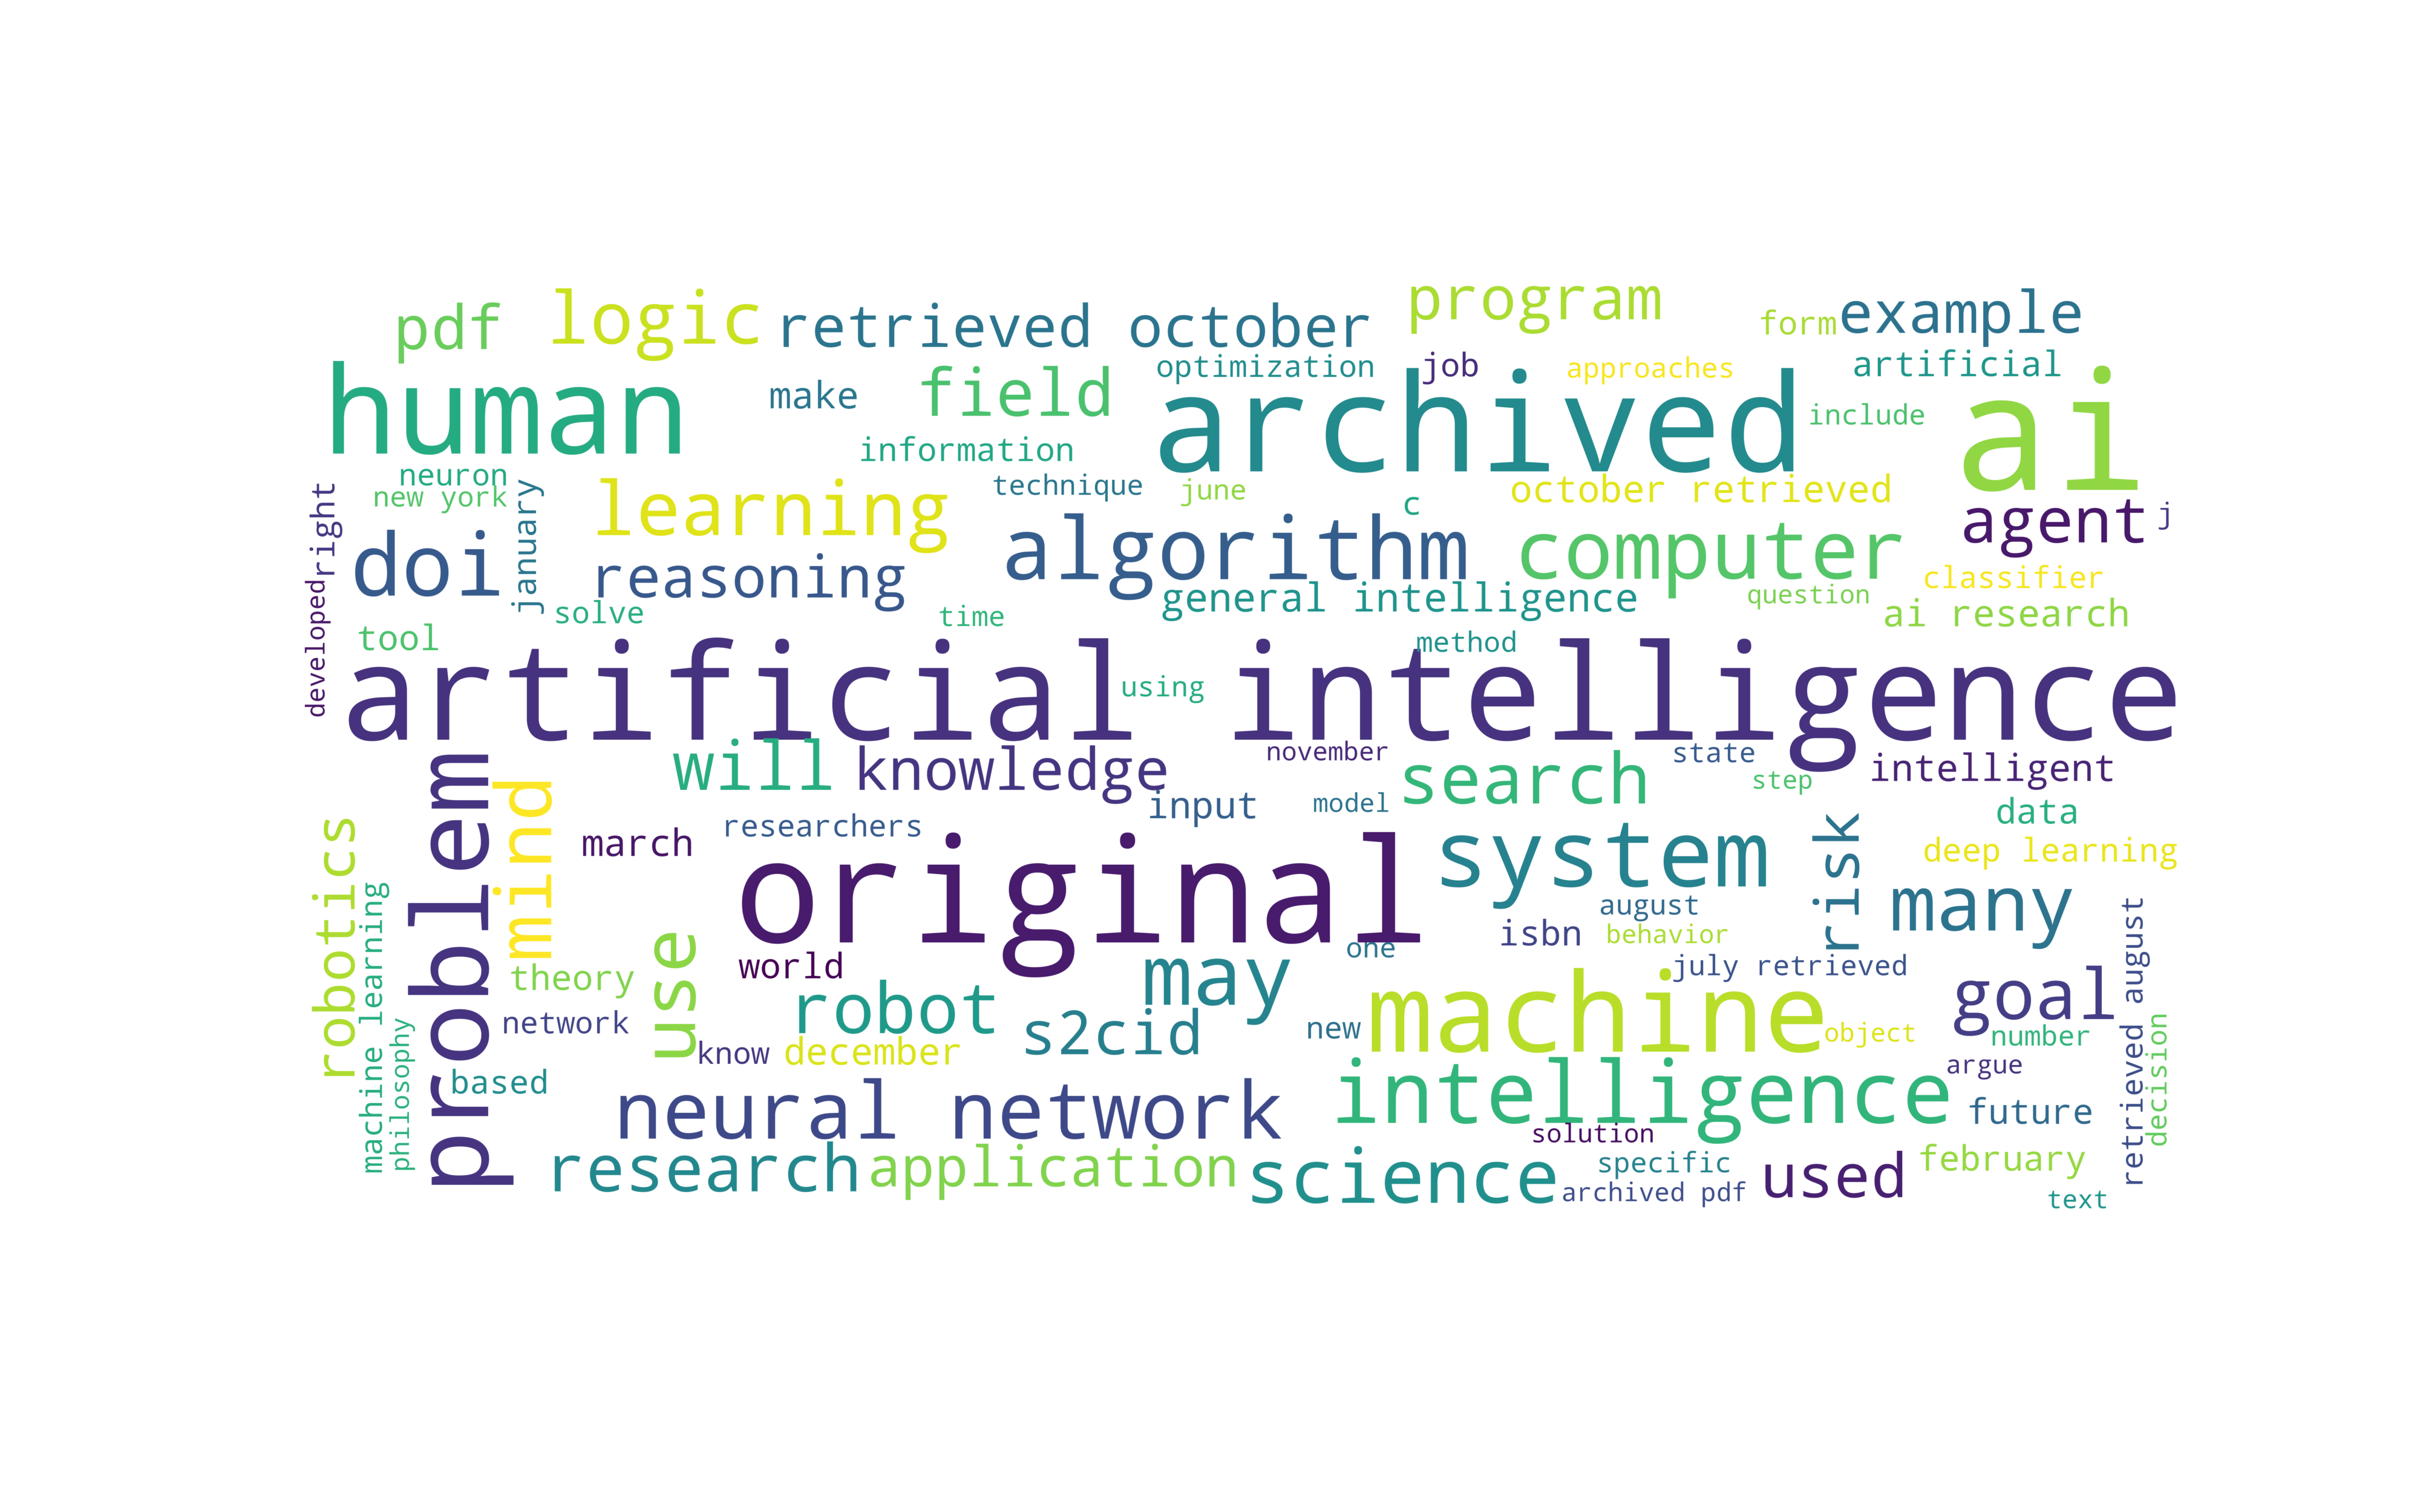 pdf
logic
retrieved october
program
form
example
human
make
field
optimization
job
approaches
artificial
archived
include
ai
information
neuron
new york
january
learning
technique
june
c
october retrieved
agent
j
right
developed
doi
reasoning
algorithm
computer
classifier
solve
time
general intelligence
question
ai research
tool
method
artificial intelligence
using
problem
mind
will
knowledge
november
search
state
step
intelligent
input
model
data
robotics
march
researchers
original
system
risk
deep learning
machine learning
philosophy
august
many
use
isbn
behavior
one
world
theory
may
july retrieved
retrieved august
robot
s2cid
machine
goal
network
new
object
number
decision
know
december
argue
based
neural network
intelligence
future
solution
research
application
science
specific
archived pdf
used
february
text